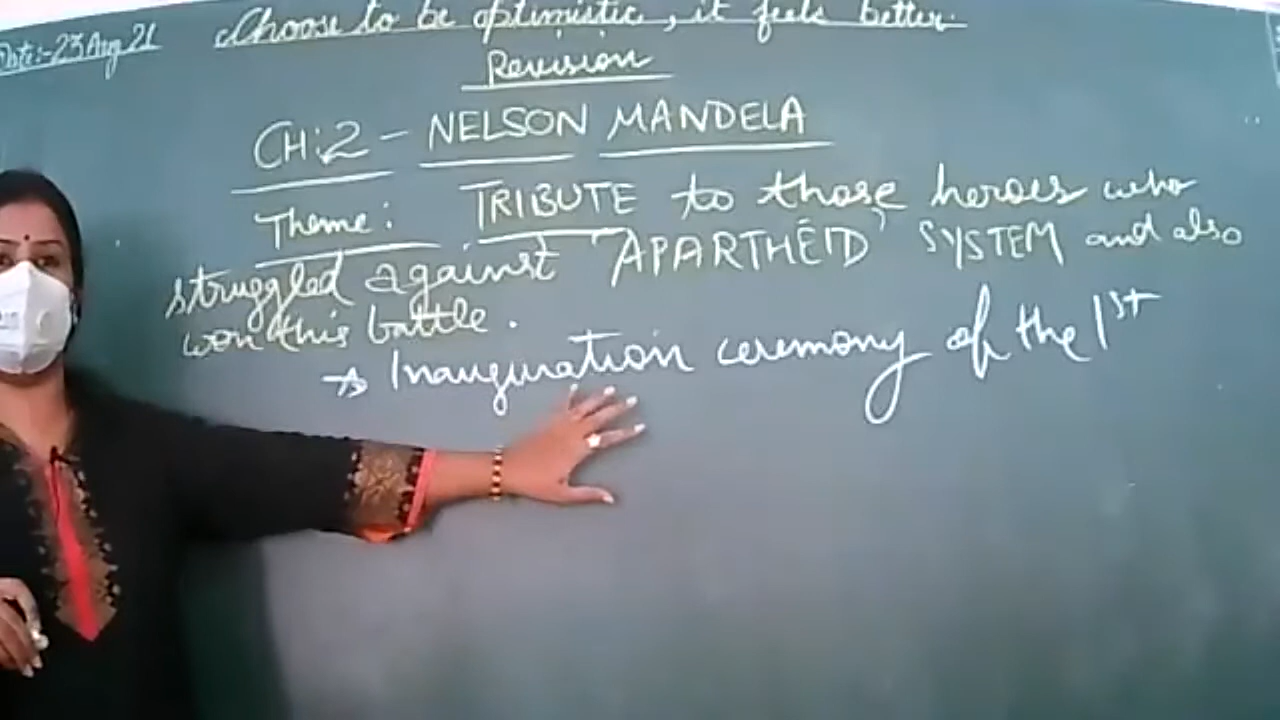 Date:-23 Aug 21
Choose to be optimistic, it feels better
Revision
CH:2 - NELSON MANDELA
Theme: TRIBUTE to those heroes who
struggled against 'APARTHEID' SYSTEM and also
won this battle.
→ Inauguration ceremony of the 1st